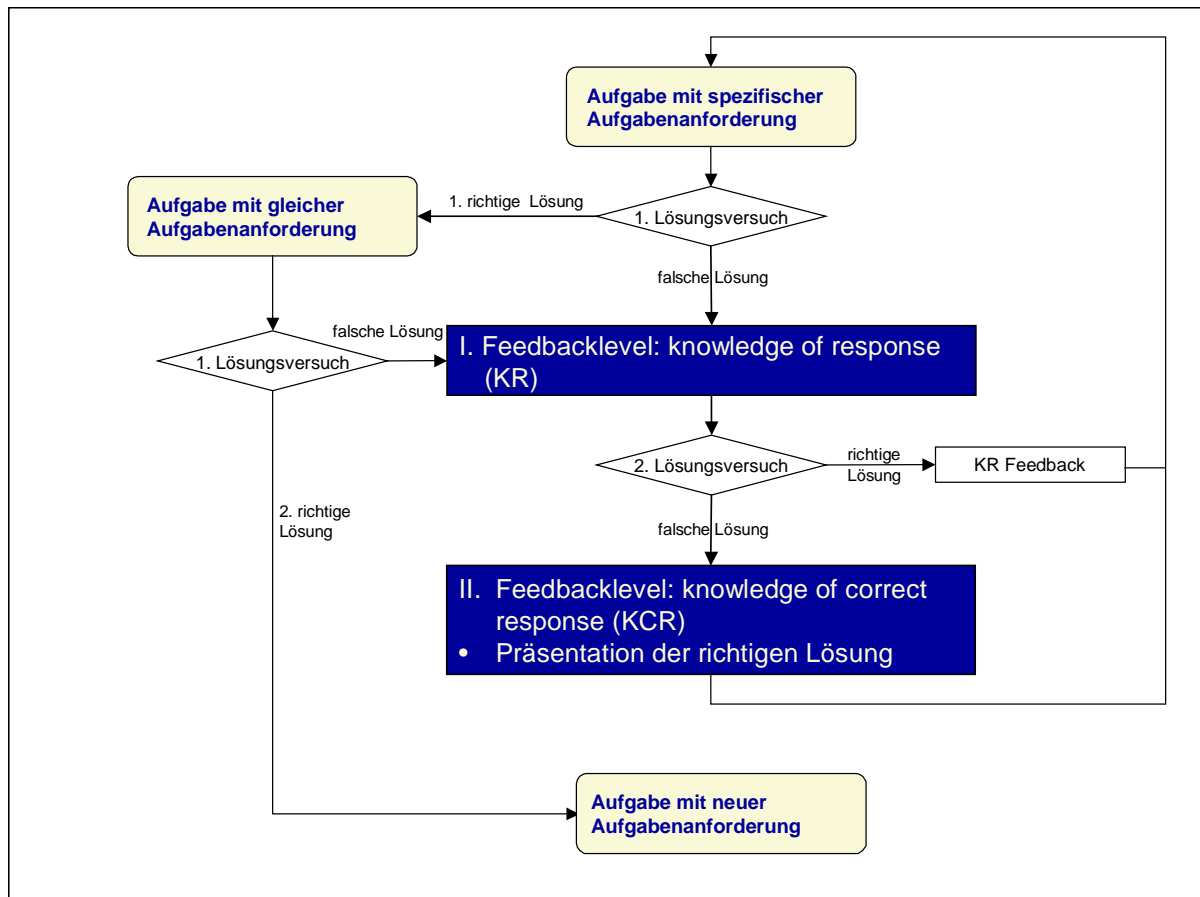 Aufgabe mit spezifischer
Aufgabenanforderung
Aufgabe mit gleicher
Aufgabenanforderung
1. richtige Lösung
1. Lösungsversuch
falsche Lösung
falsche Lösung
1. Lösungsversuch
I. Feedbacklevel: knowledge of response
(KR)
2. Lösungsversuch
richtige
Lösung
KR Feedback
2. richtige
Lösung
falsche Lösung
II. Feedbacklevel: knowledge of correct
response (KCR)
• Präsentation der richtigen Lösung
Aufgabe mit neuer
Aufgabenanforderung